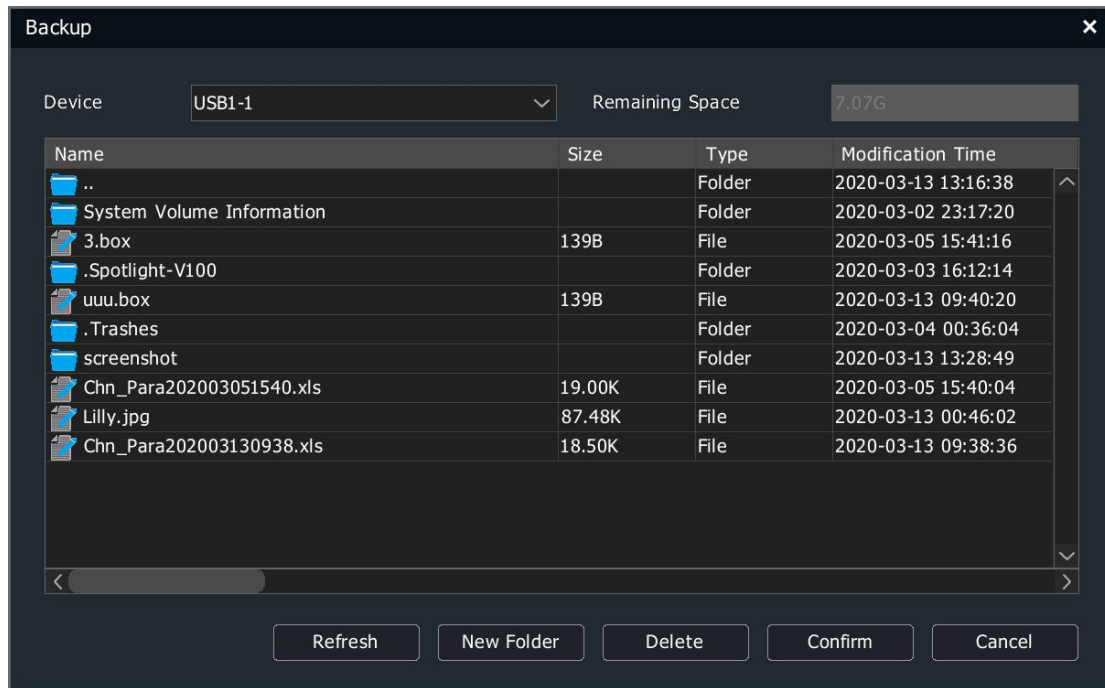 Backup
Device USB1-1 Remaining Space 7.07G
Name Size Type Modification Time
.. Folder 2020-03-13 13:16:38
System Volume Information Folder 2020-03-02 23:17:20
3.box 139B File 2020-03-05 15:41:16
.Spotlight-V100 Folder 2020-03-03 16:12:14
uuu.box 139B File 2020-03-13 09:40:20
.Trashes Folder 2020-03-04 00:36:04
screenshot Folder 2020-03-13 13:28:49
Chn_Para202003051540.xls 19.00K File 2020-03-05 15:40:04
Lilly.jpg 87.48K File 2020-03-13 00:46:02
Chn_Para202003130938.xls 18.50K File 2020-03-13 09:38:36
Refresh New Folder Delete Confirm Cancel